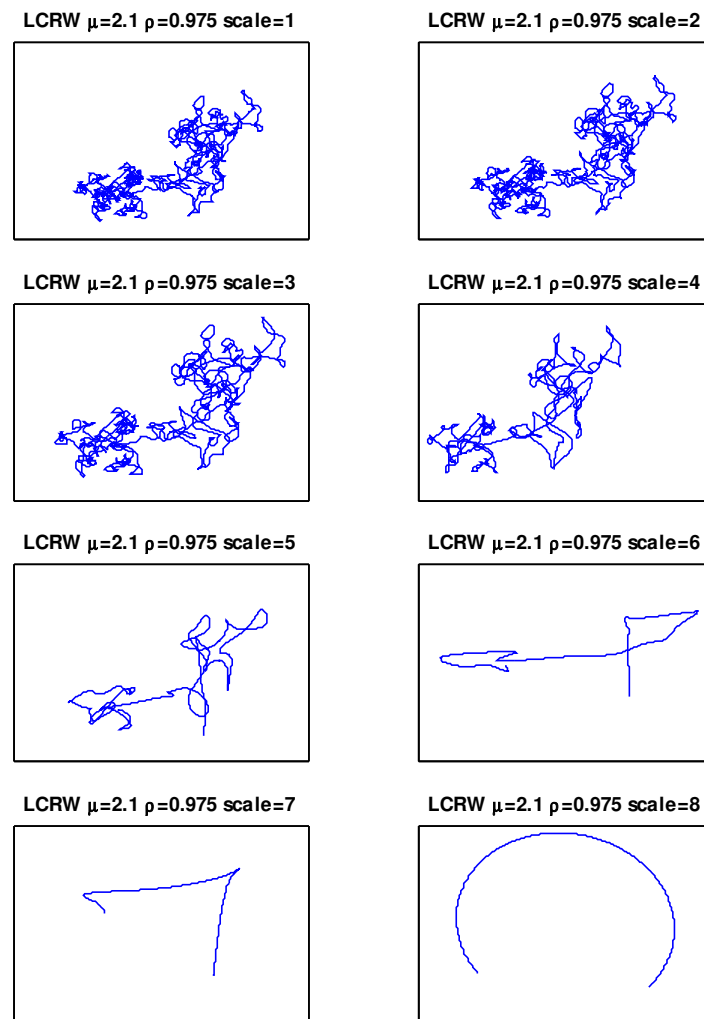 LCRW μ=2.1 ρ=0.975 scale=1
LCRW μ=2.1 ρ=0.975 scale=2
LCRW μ=2.1 ρ=0.975 scale=3
LCRW μ=2.1 ρ=0.975 scale=4
LCRW μ=2.1 ρ=0.975 scale=5
LCRW μ=2.1 ρ=0.975 scale=6
LCRW μ=2.1 ρ=0.975 scale=7
LCRW μ=2.1 ρ=0.975 scale=8